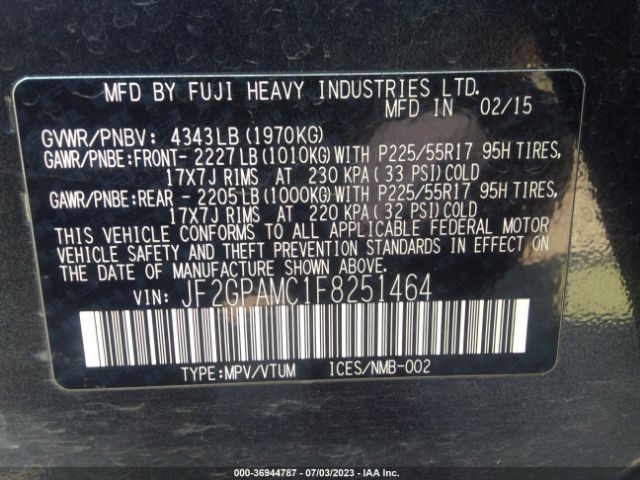 MFD BY FUJI HEAVY INDUSTRIES LTD.
MFD IN 02/15
GVWR/PNBV: 4343LB (1970KG)
GAWR/PNBE:FRONT- 2227LB(1010KG)WITH P225/55R17 95H TIRES,
17X7J RIMS AT 230 KPA( 33 PSI)COLD
GAWR/PNBE:REAR - 2205LB(1000KG)WITH P225/55R17 95H TIRES,
17X7J RIMS AT 220 KPA( 32 PSI)COLD
THIS VEHICLE CONFORMS TO ALL APPLICABLE FEDERAL MOTOR
VEHICLE SAFETY AND THEFT PREVENTION STANDARDS IN EFFECT ON
THE DATE OF MANUFACTURE SHOWN ABOVE.
VIN: JF2GPAMC1F8251464
TYPE:MPV/VTUM ICES/NMB-002
000-36944787 - 07/03/2023 - IAA Inc.